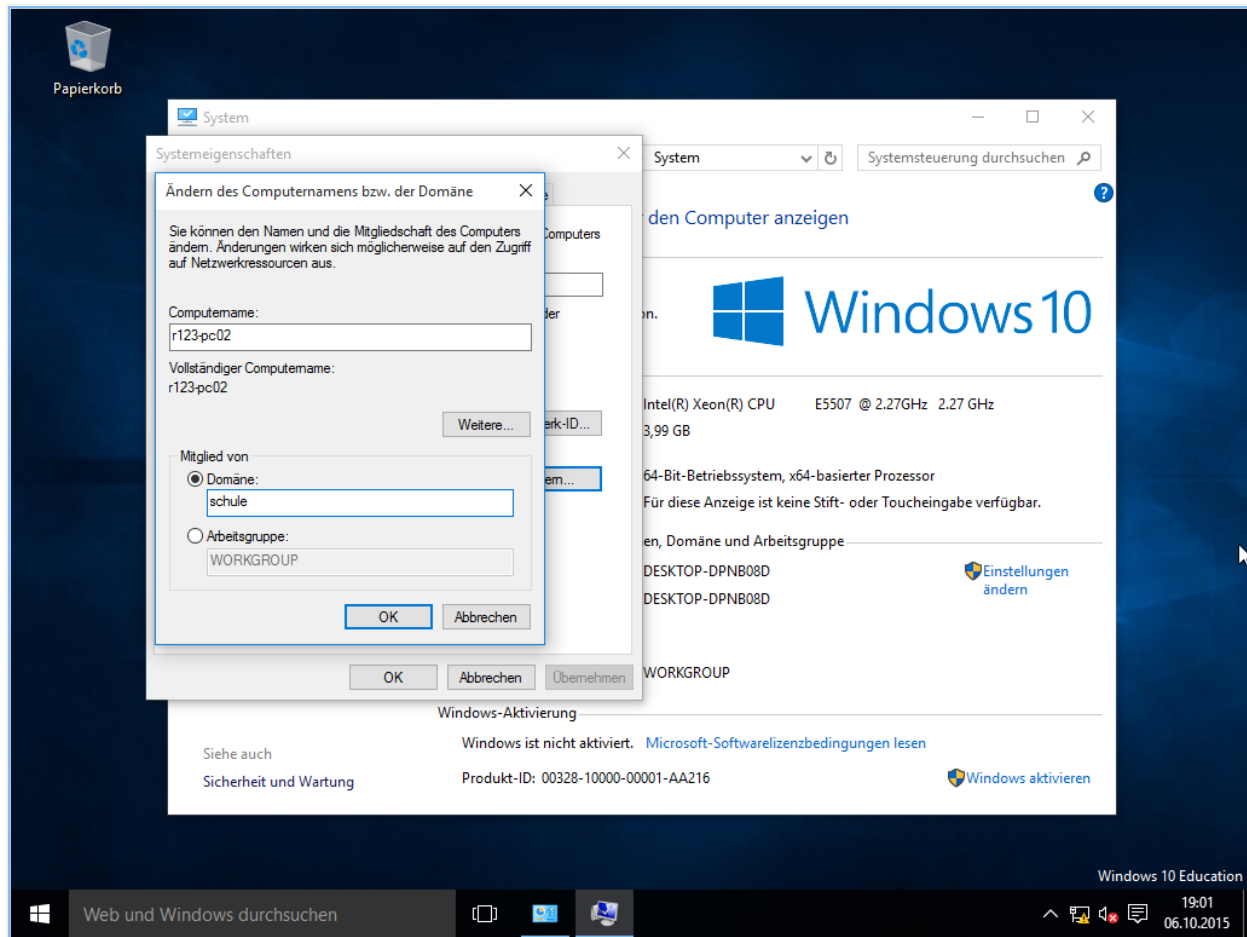 Papierkorb
System
Systemeigenschaften
System
Systemsteuerung durchsuchen
Ändern des Computernamens bzw. der Domäne
den Computer anzeigen
Sie können den Namen und die Mitgliedschaft des Computers
ändern. Änderungen wirken sich möglicherweise auf den Zugriff
auf Netzwerkressourcen aus.
Computers
Computername:
r123-pc02
Windows 10
Vollständiger Computername:
r123-pc02
Weitere...
Intel(R) Xeon(R) CPU E5507 @ 2.27GHz 2.27 GHz
3,99 GB
Mitglied von
Domäne:
schule
64-Bit-Betriebssystem, x64-basierter Prozessor
Für diese Anzeige ist keine Stift- oder Toucheingabe verfügbar.
Arbeitsgruppe:
WORKGROUP
Domäne und Arbeitsgruppe
DESKTOP-DPNB08D
Einstellungen
ändern
DESKTOP-DPNB08D
OK
Abbrechen
WORKGROUP
OK
Abbrechen
Übernehmen
Windows-Aktivierung
Windows ist nicht aktiviert. Microsoft-Softwarelizenzbedingungen lesen
Siehe auch
Sicherheit und Wartung
Produkt-ID: 00328-10000-00001-AA216
Windows aktivieren
Windows 10 Education
Web und Windows durchsuchen
19:01
06.10.2015